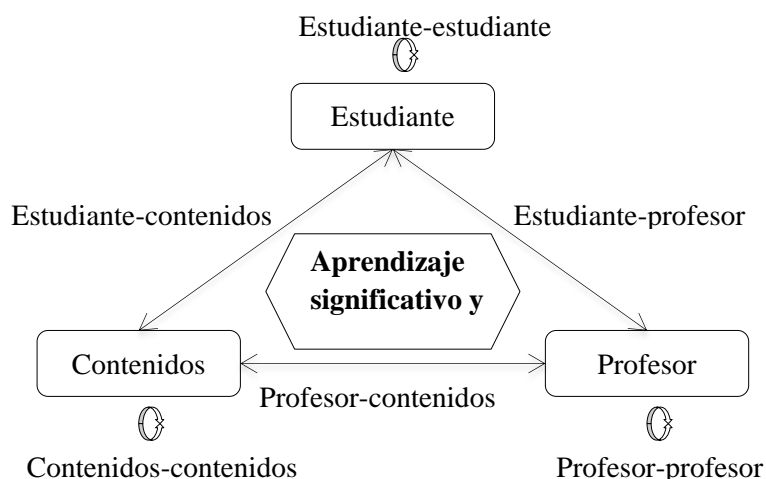 Estudiante-estudiante
Estudiante
Estudiante-contenidos
Estudiante-profesor
Aprendizaje
significativo y
Contenidos
Profesor
Profesor-contenidos
Contenidos-contenidos
Profesor-profesor